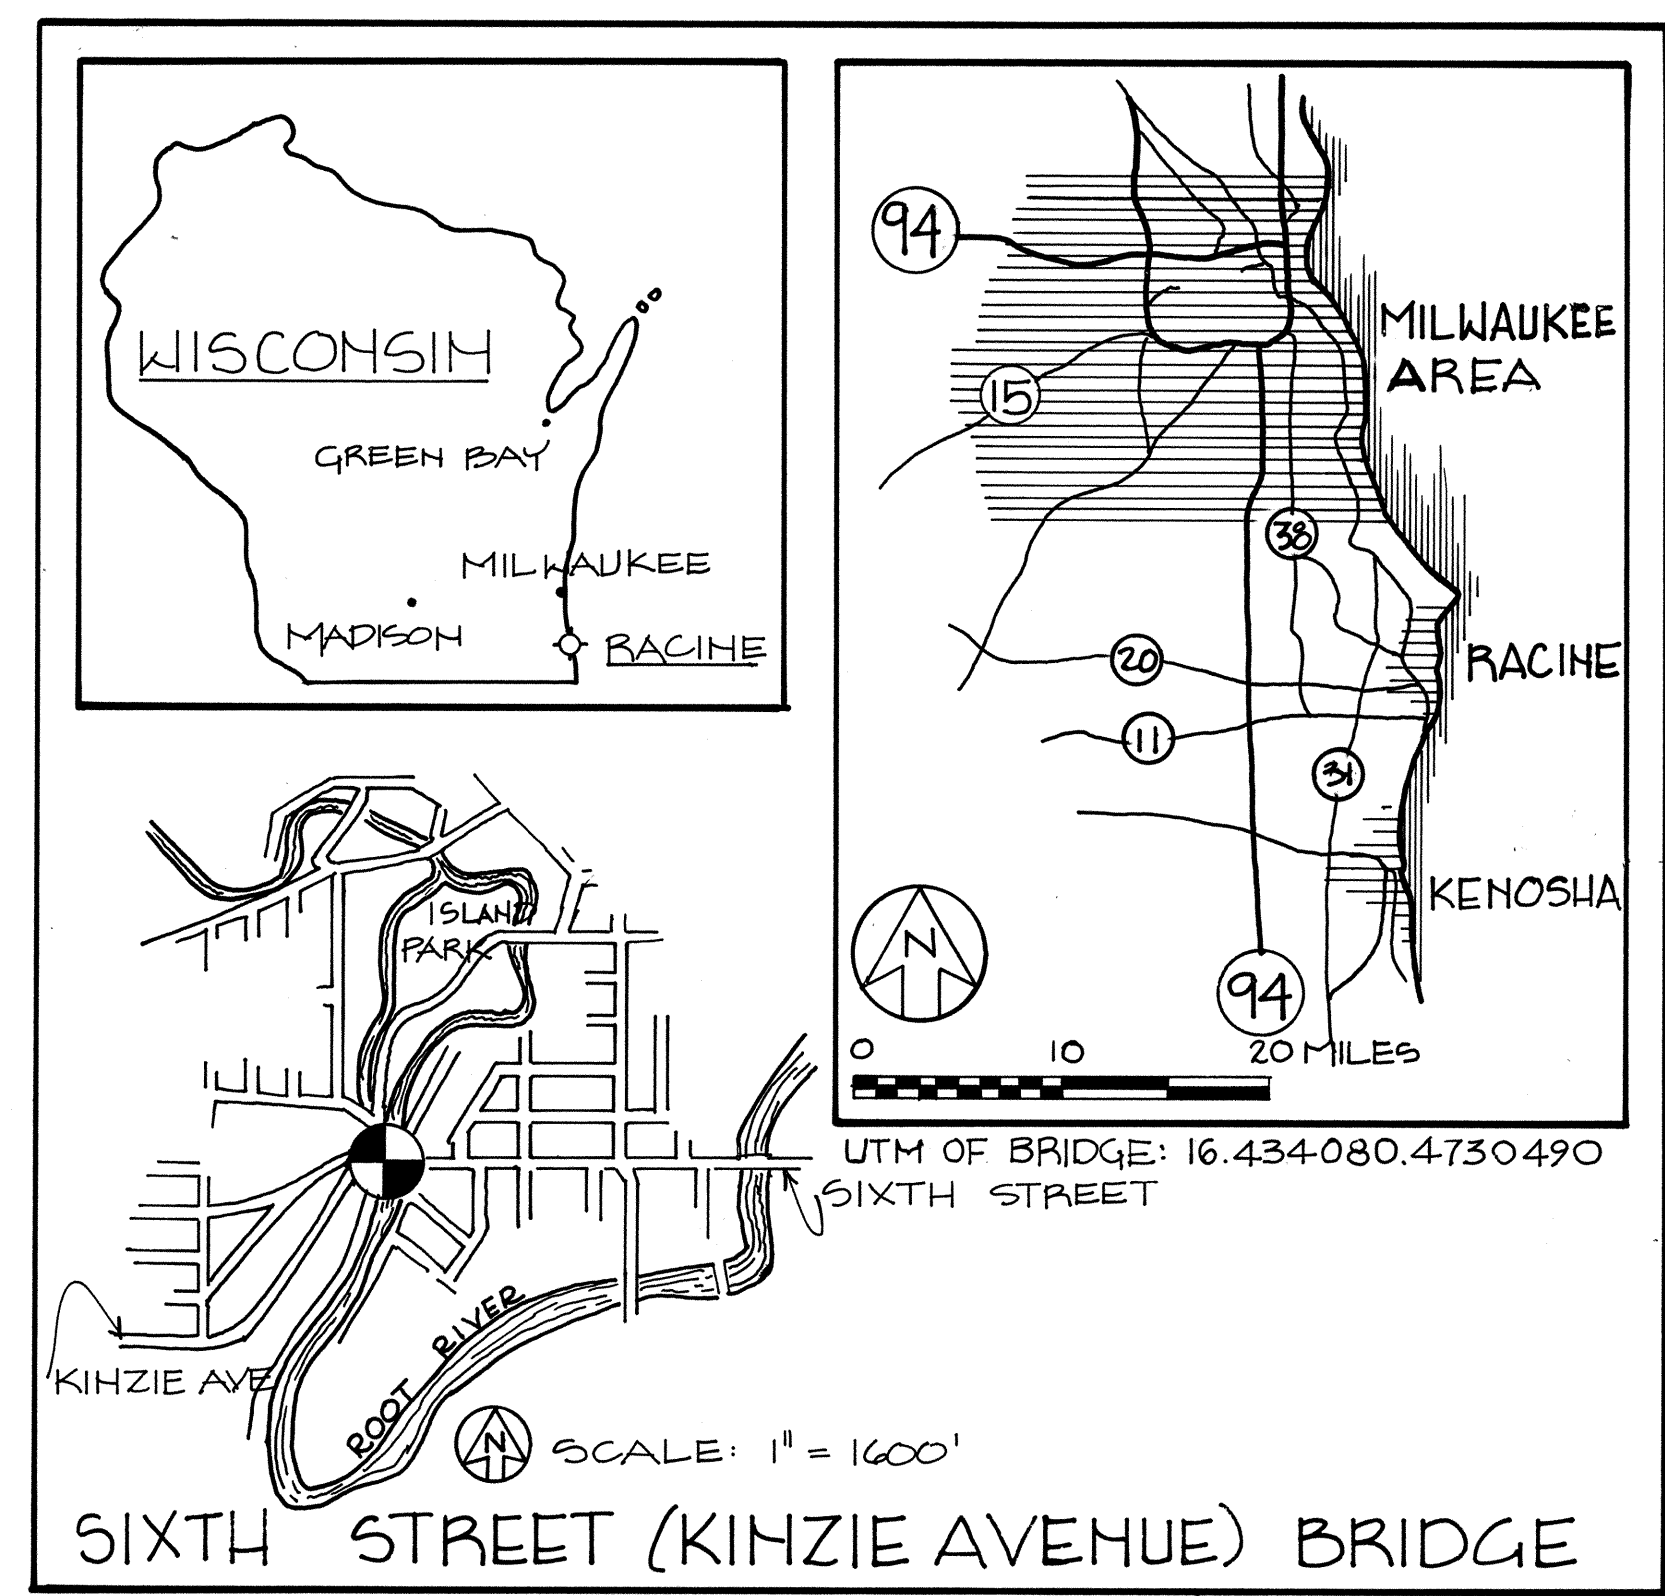 WISCONSIN
GREEN BAY
MILWAUKEE
MADISON
RACINE
94
MILWAUKEE
AREA
15
38
20
RACINE
11
31
KENOSHA
N
94
0 10 20 MILES
UTM OF BRIDGE: 16.434080.4730490
ISLAND
PARK
SIXTH STREET
KINZIE AVE
ROOT RIVER
N
SCALE: 1" = 1600'
SIXTH STREET (KINZIE AVENUE) BRIDGE